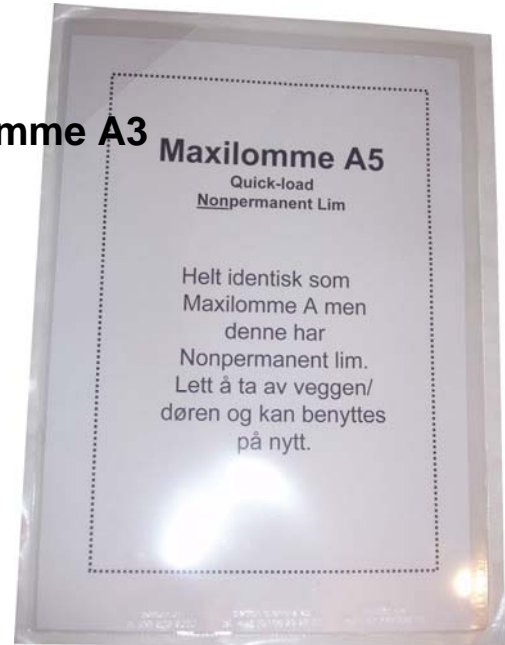 mme A3
Maxilomme A5
Quick-load
Nonpermanent Lim
Helt identisk som
Maxilomme A men
denne har
Nonpermanent lim.
Lett å ta av veggen/
døren og kan benyttes
på nytt.